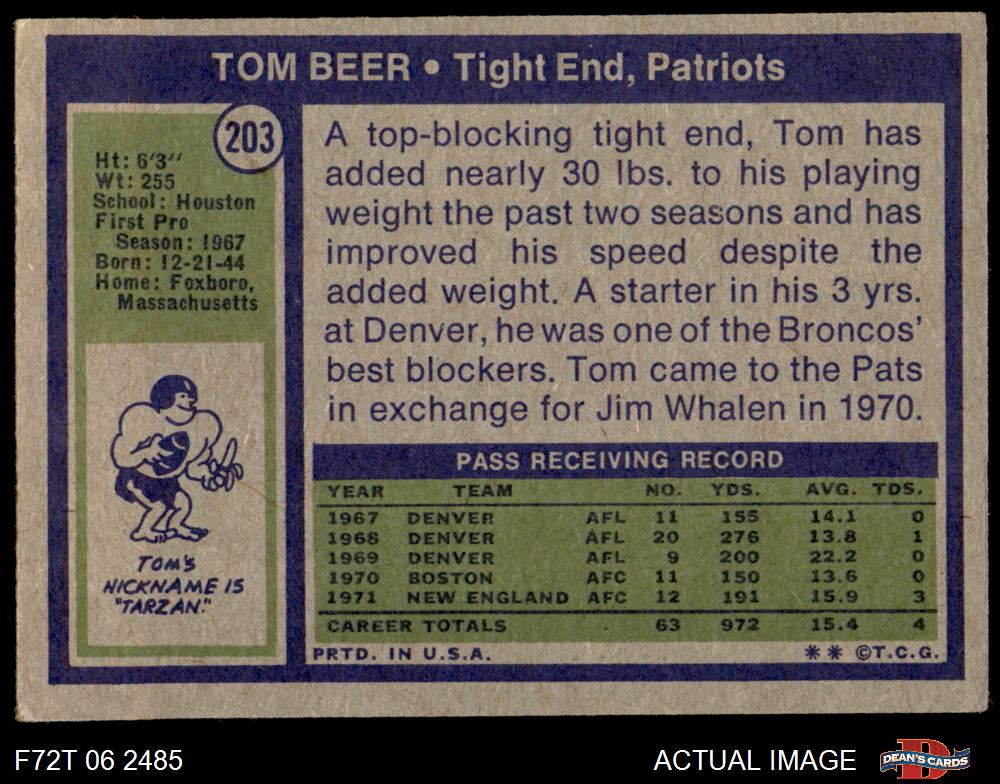 TOM BEER • Tight End, Patriots
203
Ht: 6'3''
Wt: 255
School: Houston
First Pro
Season: 1967
Born: 12-21-44
Home: Foxboro,
Massachusetts
TOM'S
NICKNAME IS
"TARZAN."
A top-blocking tight end, Tom has
added nearly 30 lbs. to his playing
weight the past two seasons and has
improved his speed despite the
added weight. A starter in his 3 yrs.
at Denver, he was one of the Broncos'
best blockers. Tom came to the Pats
in exchange for Jim Whalen in 1970.
PASS RECEIVING RECORD
YEAR TEAM NO. YDS. AVG. TDS.
1967 DENVER AFL 11 155 14.1 0
1968 DENVER AFL 20 276 13.8 1
1969 DENVER AFL 9 200 22.2 0
1970 BOSTON AFC 11 150 13.6 0
1971 NEW ENGLAND AFC 12 191 15.9 3
CAREER TOTALS 63 972 15.4 4
PRTD. IN U.S.A. ** ©T.C.G.
F72T 06 2485 ACTUAL IMAGE D DEAN'S CARDS